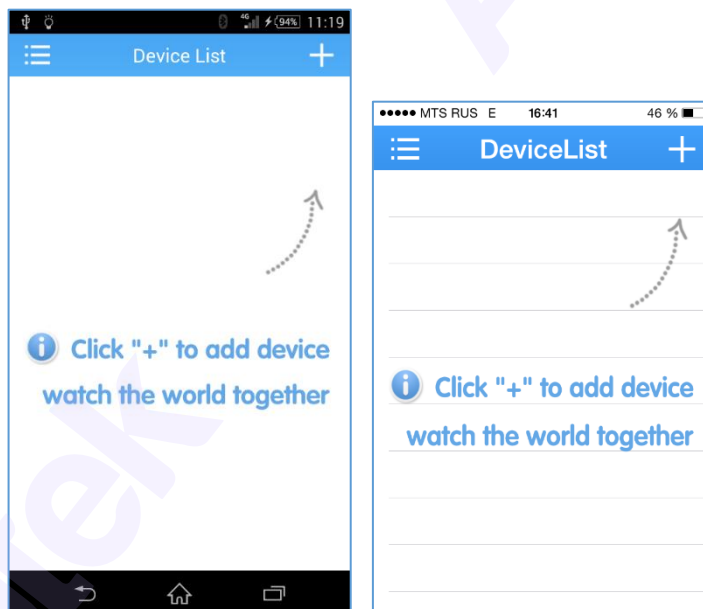 4G 94% 11:19
Device List
Click "+" to add device
watch the world together
MTS RUS E 16:41 46 %
DeviceList
Click "+" to add device
watch the world together